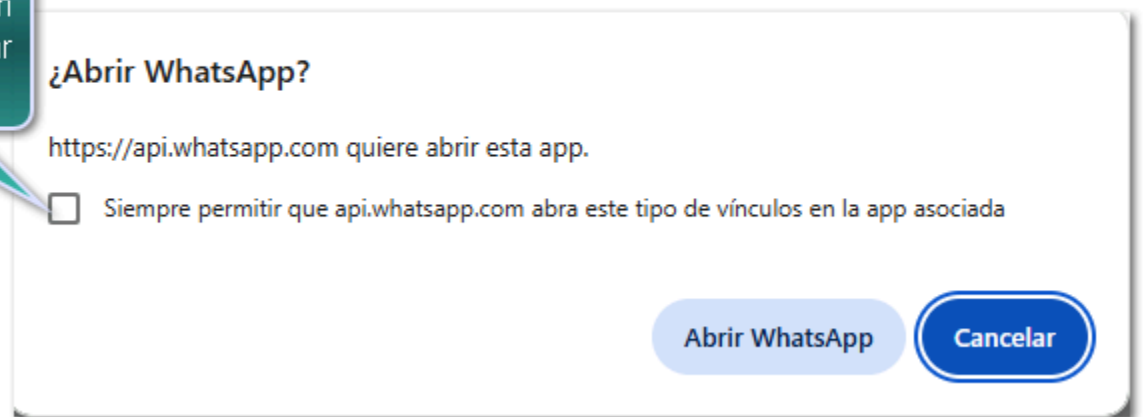 ¿Abrir WhatsApp?
https://api.whatsapp.com quiere abrir esta app.
Siempre permitir que api.whatsapp.com abra este tipo de vínculos en la app asociada
Abrir WhatsApp
Cancelar